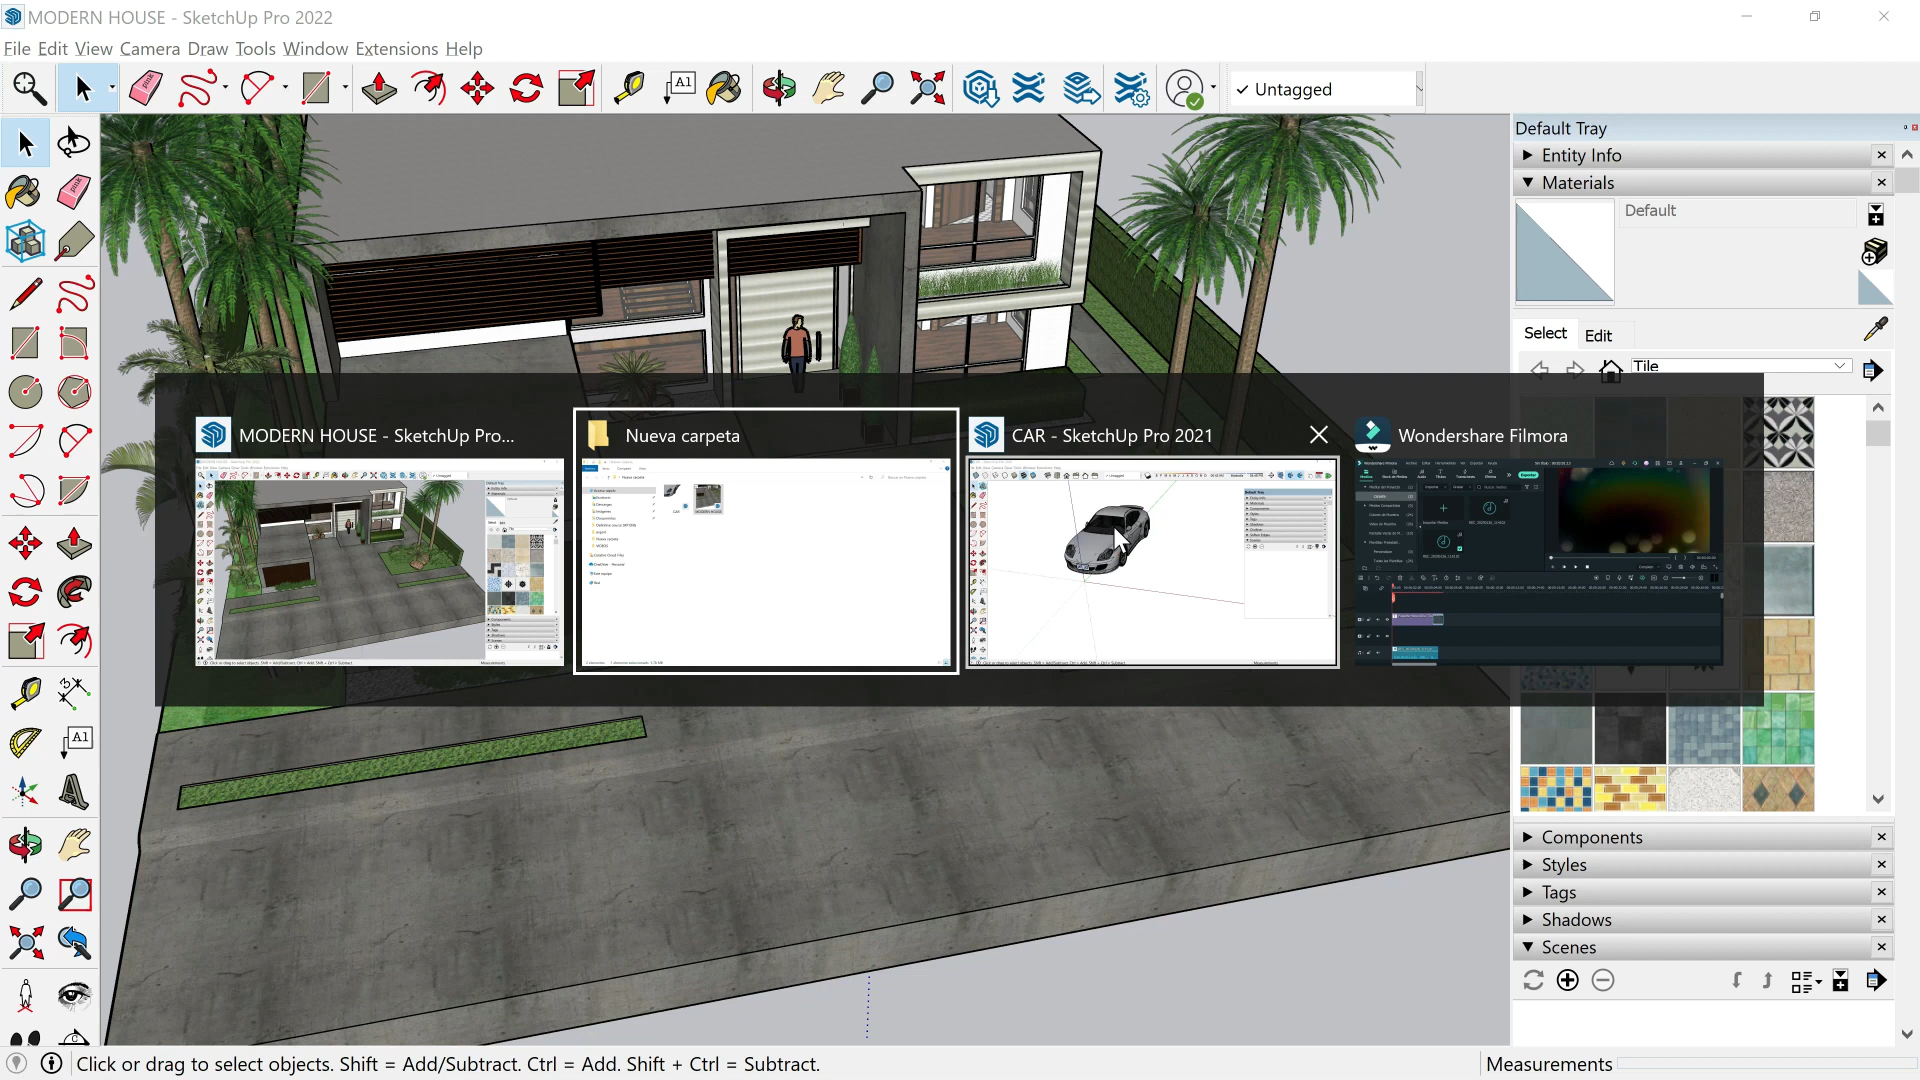 MODERN HOUSE - SketchUp Pro 2022
File Edit View Camera Draw Tools Window Extensions Help
A1
Untagged
Default Tray
Entity Info
Materials
Default
Select
Edit
Tile
MODERN HOUSE - SketchUp Pro...
Nueva carpeta
CAR - SketchUp Pro 2021
Wondershare Filmora
A1
Components
Styles
Tags
Shadows
Scenes
Click or drag to select objects. Shift = Add/Subtract. Ctrl = Add. Shift + Ctrl = Subtract.
Measurements